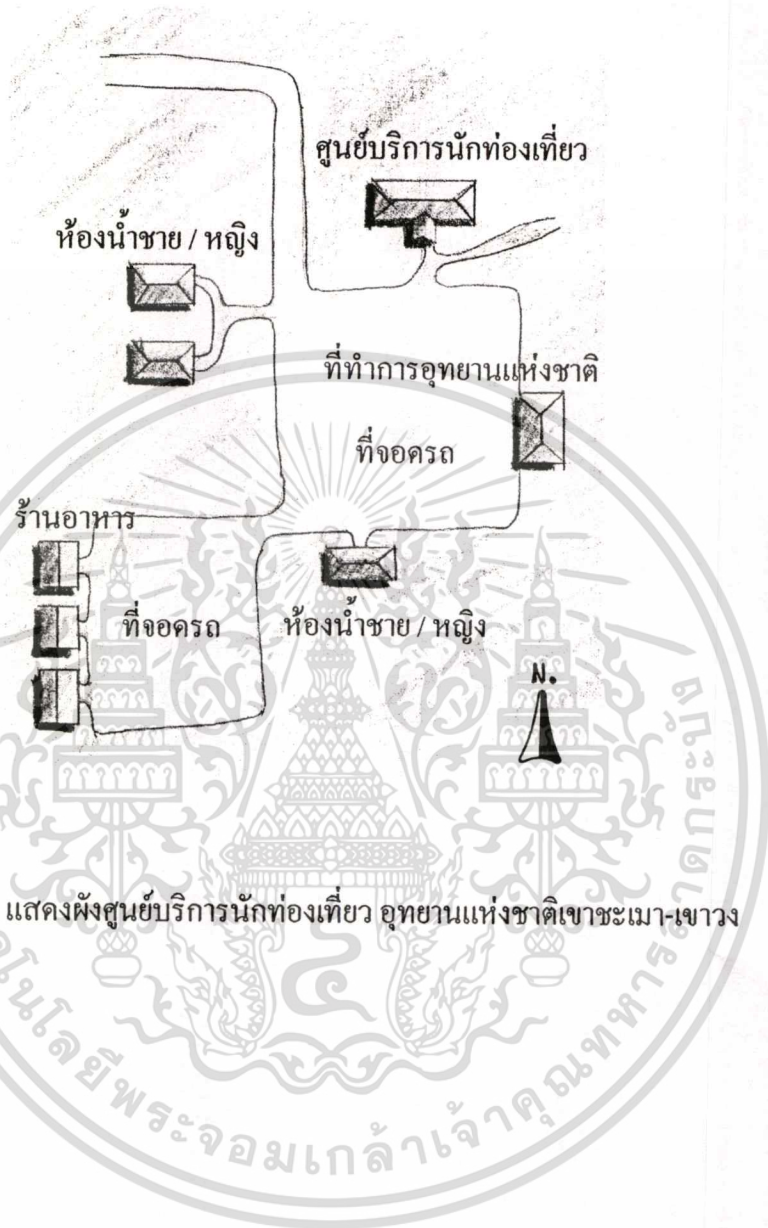 ศูนย์บริการนักท่องเที่ยว
ห้องน้ำชาย / หญิง
ที่ทำการอุทยานแห่งชาติ
ที่จอดรถ
ร้านอาหาร
ที่จอดรถ
ห้องน้ำชาย / หญิง
N.
แสดงผังศูนย์บริการนักท่องเที่ยว อุทยานแห่งชาติเขาชะเมา-เขาวง